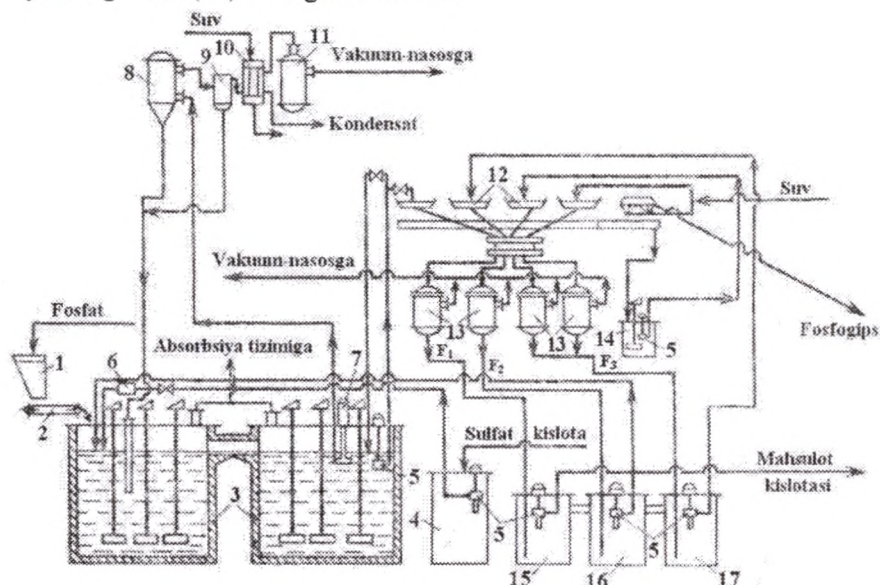 Suv
8
9
10
11
Vakuum-nasosga
Kondensat
12
Suv
Vakuum-nasosga
Fosfat
1
2
Absorbsiya tizimiga
6
7
3
5
13
13
F₁
F₂
F₃
14
5
Fosfogips
Sulfat kislota
4
5
5
Mahsulot
kislotasi
15
16
17